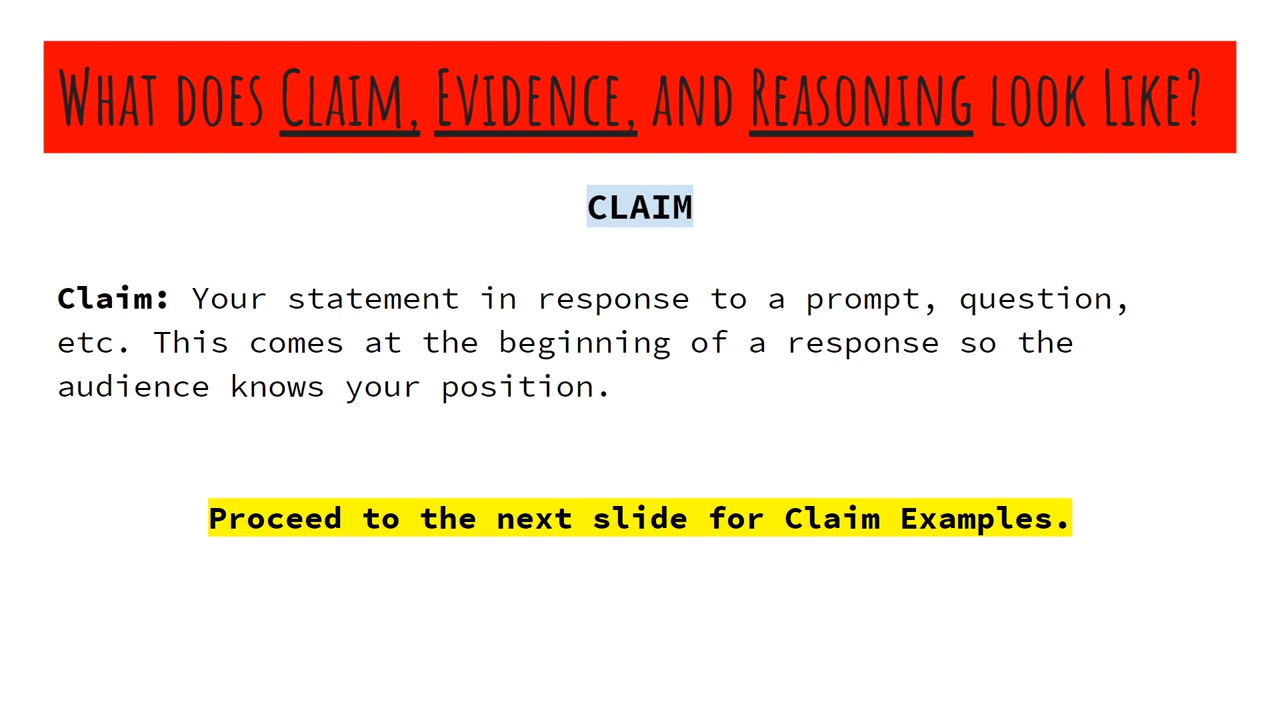 What does Claim, Evidence, and Reasoning look Like?
CLAIM
Claim: Your statement in response to a prompt, question,
etc. This comes at the beginning of a response so the
audience knows your position.
Proceed to the next slide for Claim Examples.